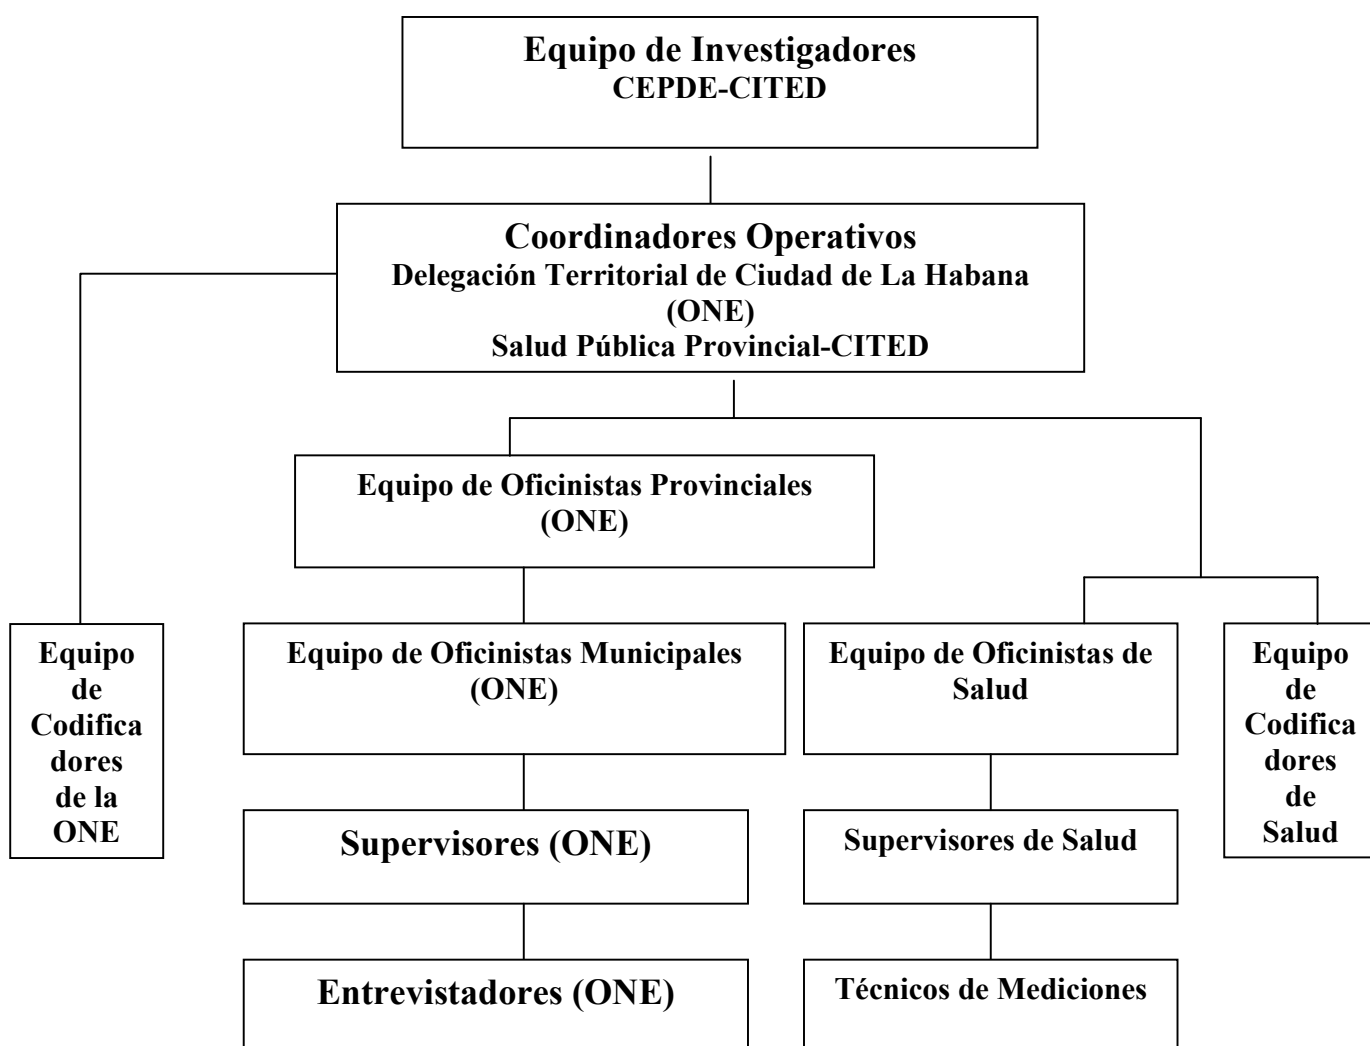 Equipo de Investigadores
CEPDE-CITED
Coordinadores Operativos
Delegación Territorial de Ciudad de La Habana
(ONE)
Salud Pública Provincial-CITED
Equipo de Oficinistas Provinciales
(ONE)
Equipo
de
Codifica
dores
de la
ONE
Equipo de Oficinistas Municipales
(ONE)
Equipo de Oficinistas de
Salud
Equipo
de
Codifica
dores
de
Salud
Supervisores (ONE)
Supervisores de Salud
Entrevistadores (ONE)
Técnicos de Mediciones